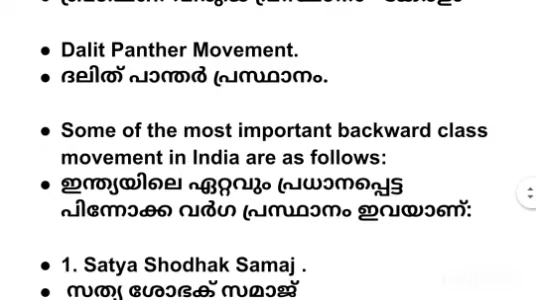 ● Dalit Panther Movement.
● ദലിത് പാന്തർ പ്രസ്ഥാനം.
● Some of the most important backward class
movement in India are as follows:
● ഇന്ത്യയിലെ ഏറ്റവും പ്രധാനപ്പെട്ട
പിന്നോക്ക വർഗ പ്രസ്ഥാനം ഇവയാണ്:
● 1. Satya Shodhak Samaj .
● സത്യ ശോഭക് സമാജ്